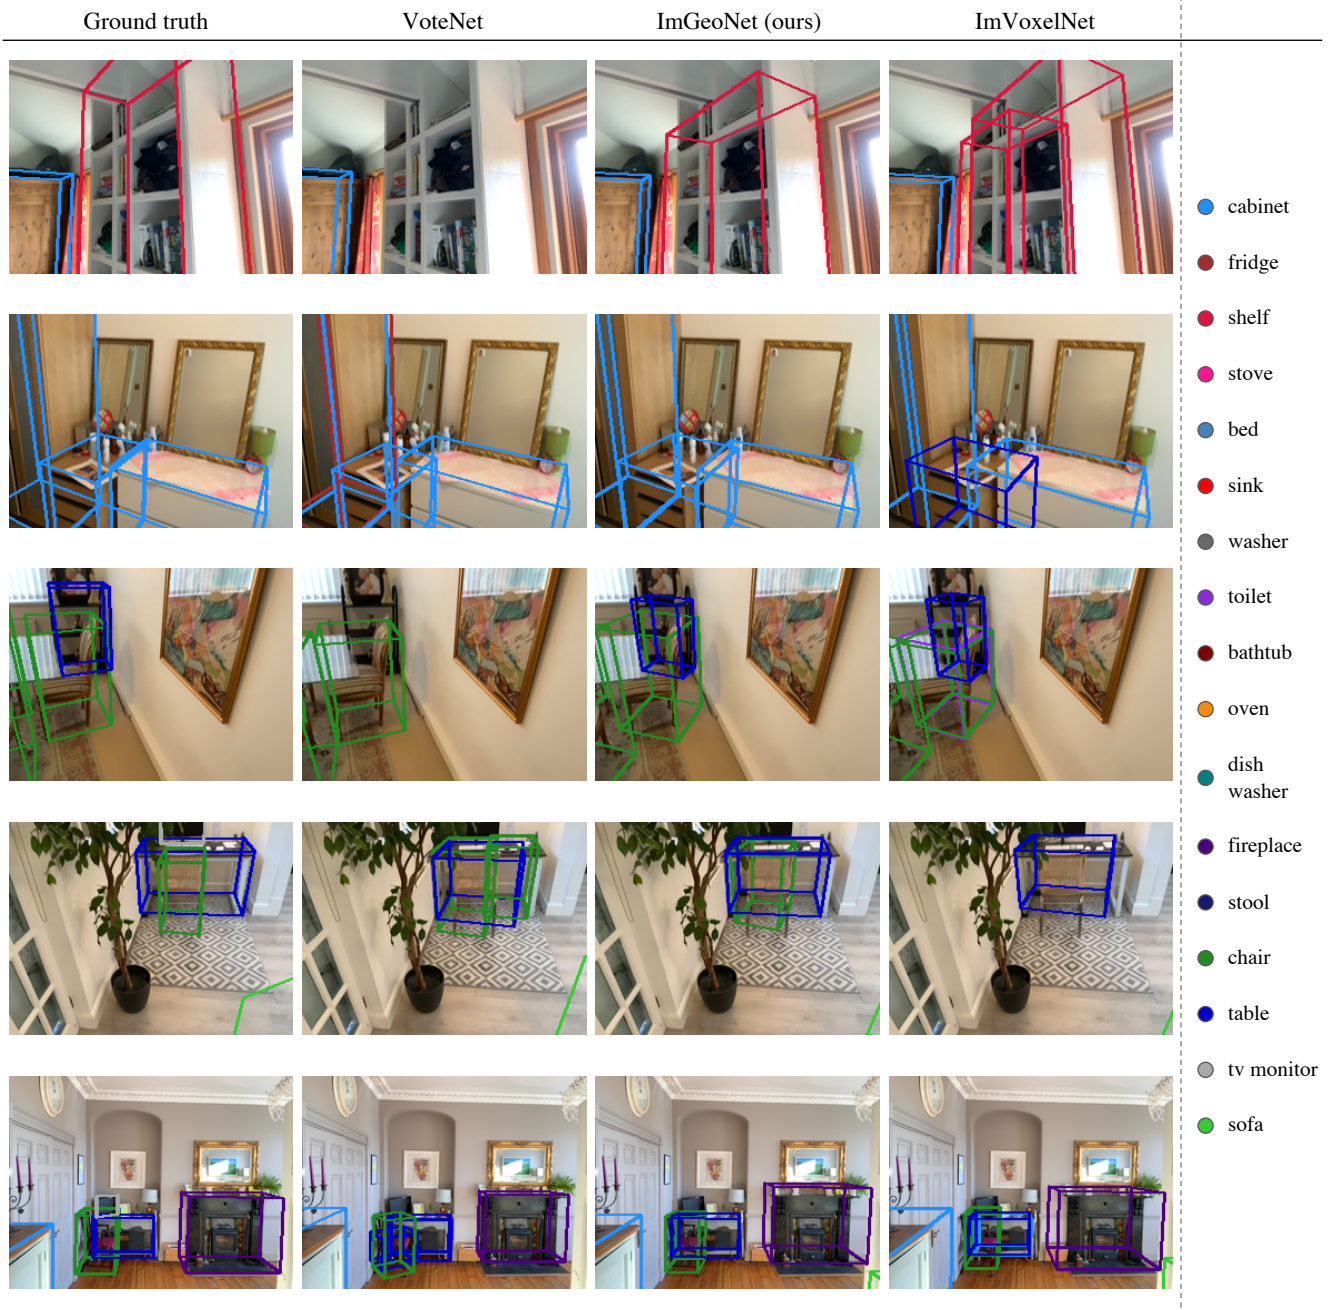 Ground truth
VoteNet
ImGeoNet (ours)
ImVoxelNet
cabinet
fridge
shelf
stove
bed
sink
washer
toilet
bathtub
oven
dish
washer
fireplace
stool
chair
table
tv monitor
sofa